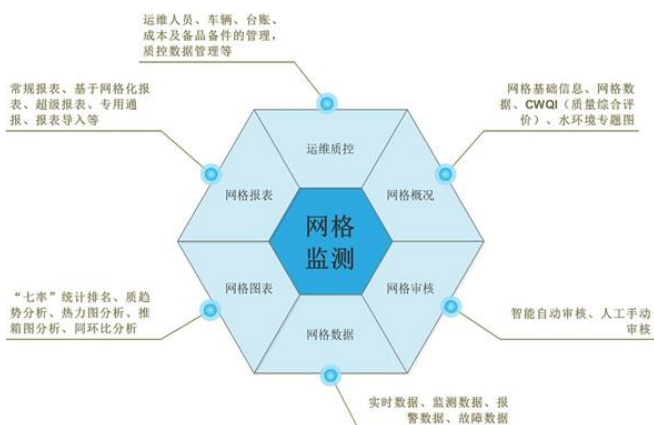 运维人员、车辆、台账、
成本及备品备件的管理，
质控数据管理等
常规报表、基于网格化报
表、超级报表、专用通
报、报表导入等
网格基础信息、网格数
据、CWQI（质量综合评
价）、水环境专题图
运维质控
网格报表
网格概况
网格
监测
网格图表
网格审核
网格数据
“七率”统计排名、质趋
势分析、热力图分析、推
箱图分析、同环比分析
智能自动审核、人工手动
审核
实时数据、监测数据、报
警数据、故障数据